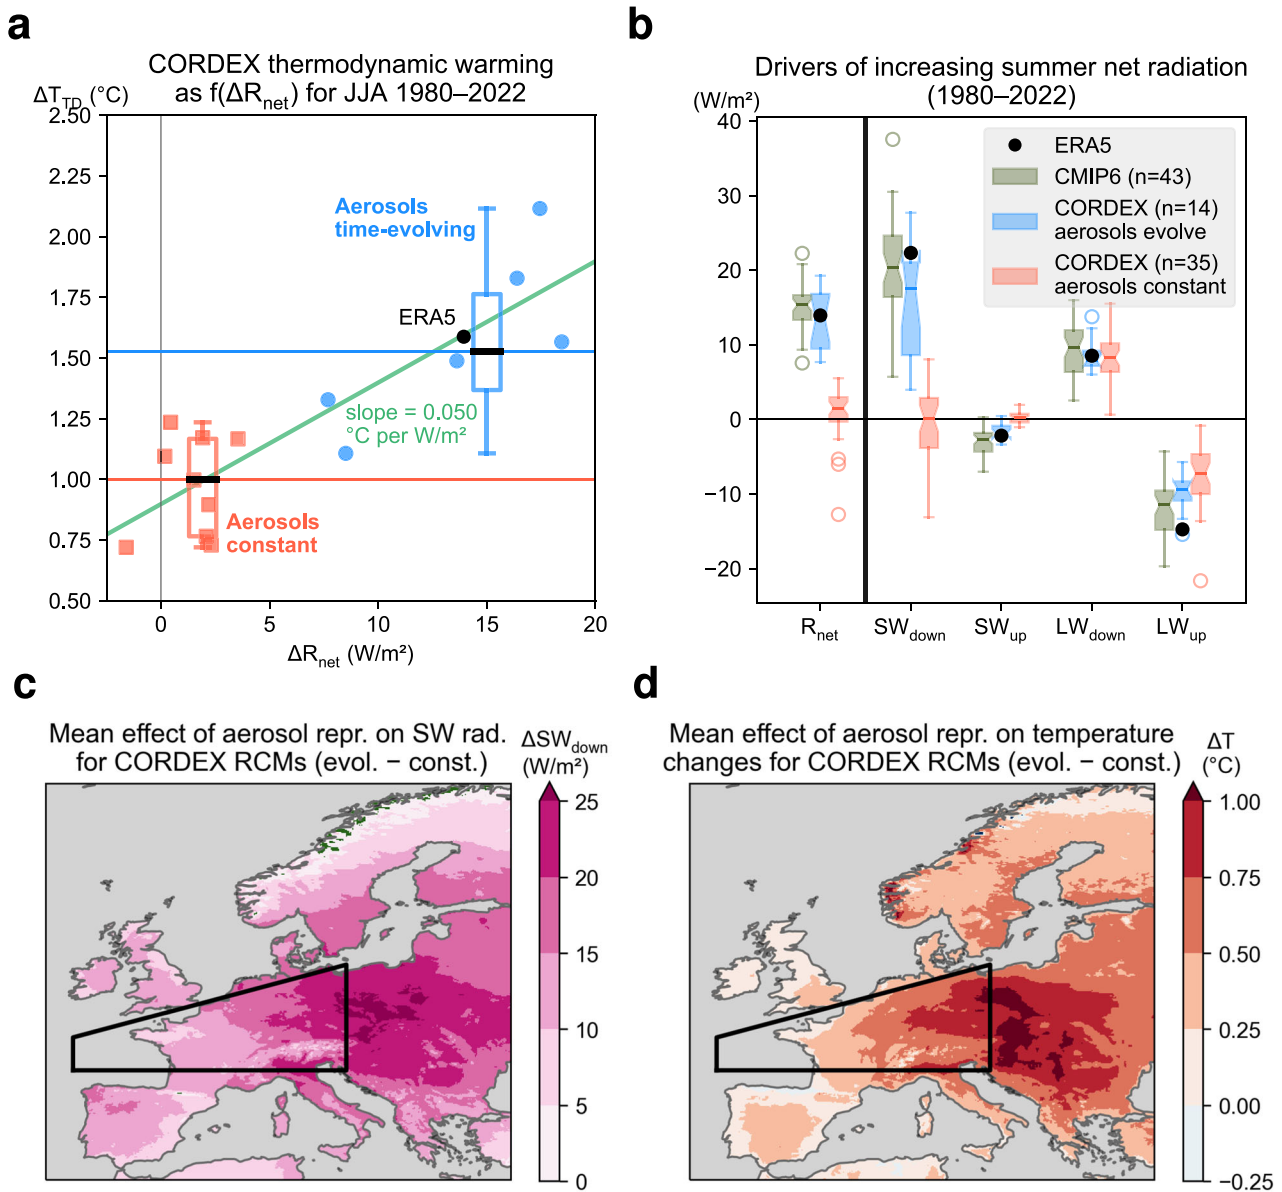 a
CORDEX thermodynamic warming
as f(ΔRnet) for JJA 1980–2022
ΔTTD (°C)
2.50
2.25
2.00
1.75
1.50
1.25
1.00
0.75
0.50
Aerosols
time-evolving
ERA5
slope = 0.050
°C per W/m²
Aerosols
constant
0
5
10
15
20
ΔRnet (W/m²)
b
Drivers of increasing summer net radiation
(1980–2022)
(W/m²)
40
30
20
10
0
−10
−20
ERA5
CMIP6 (n=43)
CORDEX (n=14)
aerosols evolve
CORDEX (n=35)
aerosols constant
Rnet
SWdown
SWup
LWdown
LWup
c
Mean effect of aerosol repr. on SW rad.
for CORDEX RCMs (evol. − const.)
ΔSWdown
(W/m²)
25
20
15
10
5
0
d
Mean effect of aerosol repr. on temperature
changes for CORDEX RCMs (evol. − const.)
ΔT
(°C)
1.00
0.75
0.50
0.25
0.00
−0.25